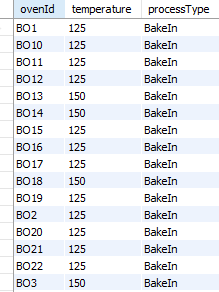 ovenId temperature processType
BO1 125 BakeIn
BO10 125 BakeIn
BO11 125 BakeIn
BO12 125 BakeIn
BO13 150 BakeIn
BO14 150 BakeIn
BO15 125 BakeIn
BO16 125 BakeIn
BO17 125 BakeIn
BO18 150 BakeIn
BO19 125 BakeIn
BO2 125 BakeIn
BO20 125 BakeIn
BO21 125 BakeIn
BO22 125 BakeIn
BO3 150 BakeIn